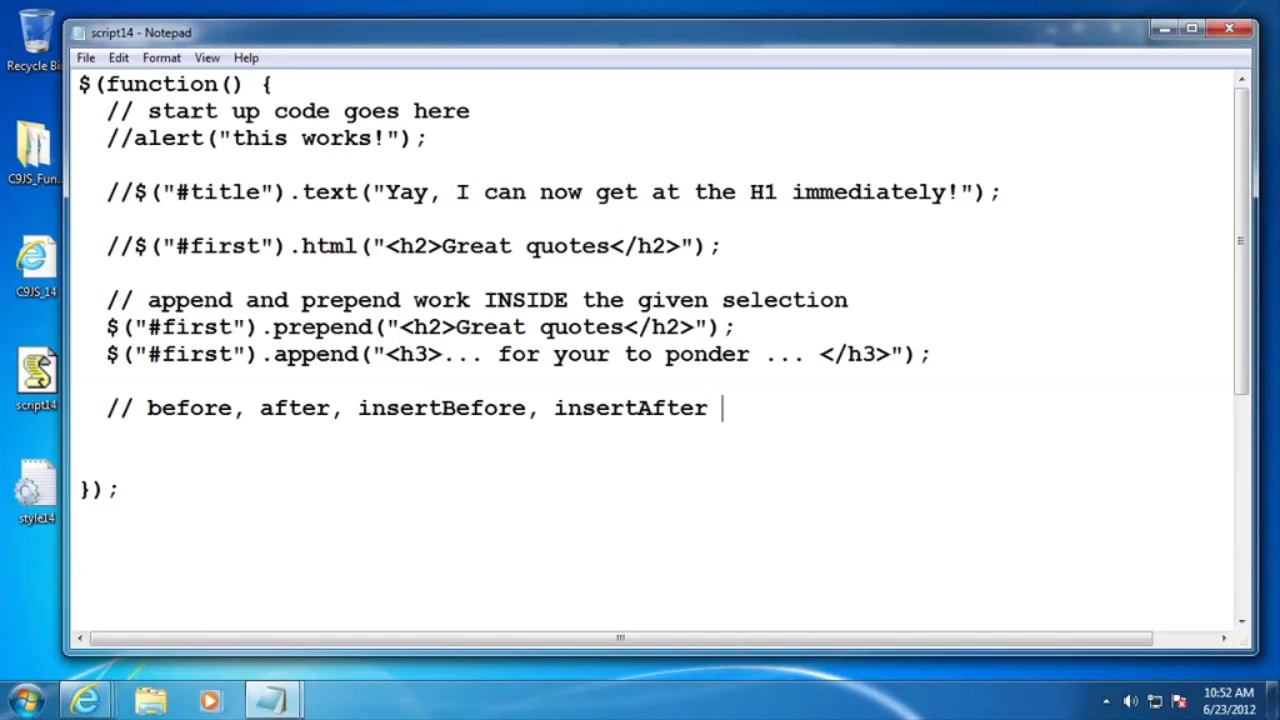 script14 - Notepad
Recycle Bi
File Edit Format View Help
$(function() {
// start up code goes here
//alert("this works!");
C9JS_Fun...
//$("#title").text("Yay, I can now get at the H1 immediately!");
//$("#first").html("<h2>Great quotes</h2>");
C9JS_14
// append and prepend work INSIDE the given selection
$("#first").prepend("<h2>Great quotes</h2>");
$("#first").append("<h3>... for your to ponder ... </h3>");
script14
// before, after, insertBefore, insertAfter
});
style14
10:52 AM
6/23/2012